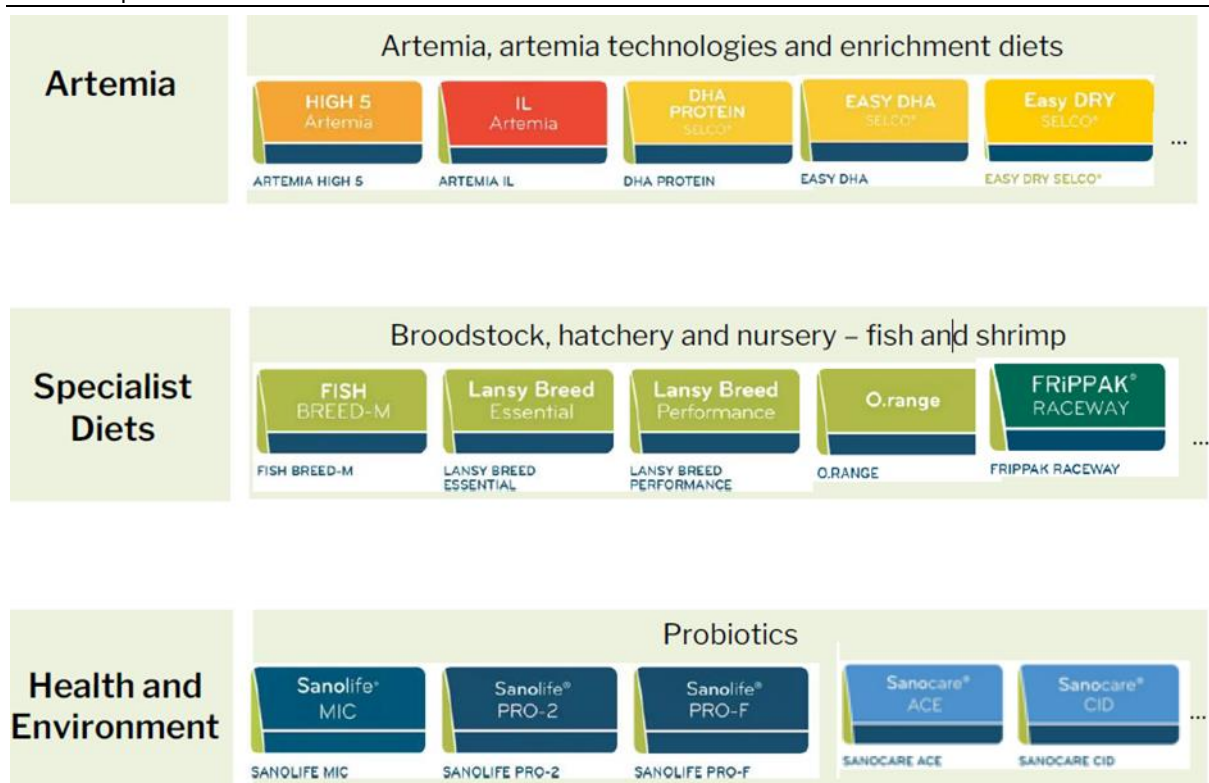 Artemia
Artemia, artemia technologies and enrichment diets
HIGH 5
Artemia
IL
Artemia
DHA
PROTEIN
SELCO®
EASY DHA
SELCO®
Easy DRY
SELCO®
...
ARTEMIA HIGH 5
ARTEMIA IL
DHA PROTEIN
EASY DHA
EASY DRY SELCO®
Specialist
Diets
Broodstock, hatchery and nursery – fish and shrimp
FISH
BREED-M
Lansy Breed
Essential
Lansy Breed
Performance
O.range
FRiPPAK®
RACEWAY
...
FISH BREED-M
LANSY BREED
ESSENTIAL
LANSY BREED
PERFORMANCE
O.RANGE
FRIPPAK RACEWAY
Health and
Environment
Probiotics
Sanolife®
MIC
Sanolife®
PRO-2
Sanolife®
PRO-F
Sanocare®
ACE
Sanocare®
CID
...
SANOLIFE MIC
SANOLIFE PRO-2
SANOLIFE PRO-F
SANOCARE ACE
SANOCARE CID